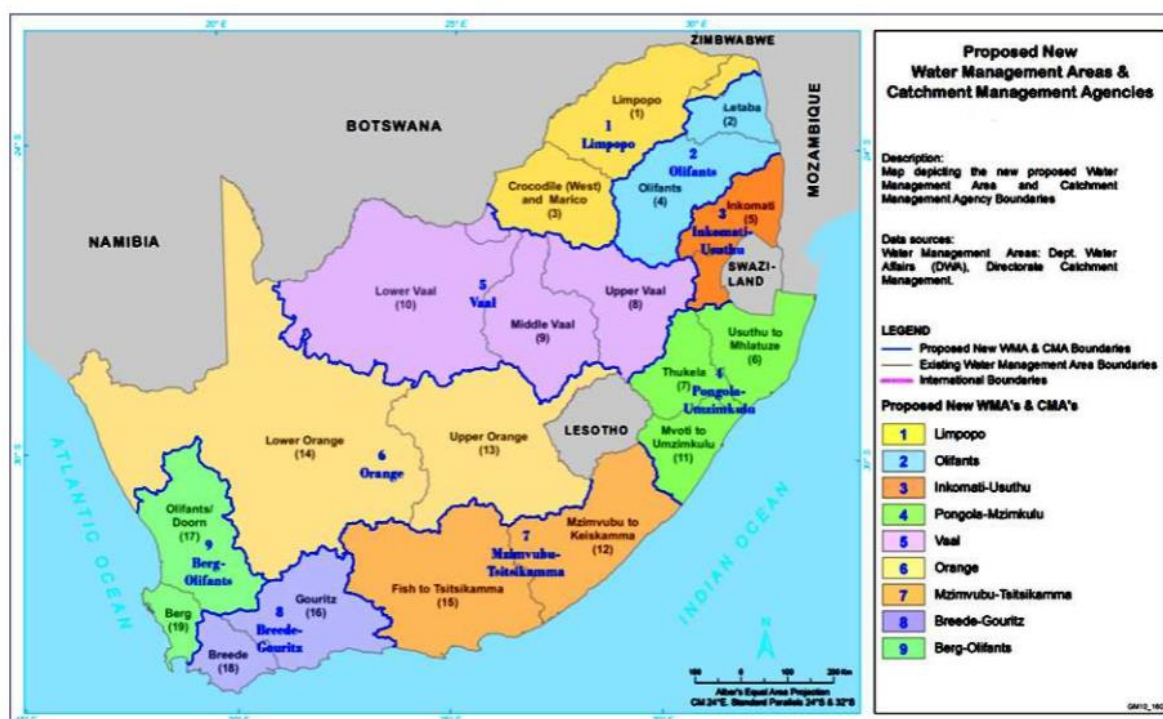 20° E
25° E
30° E
ZIMBABWE
Limpopo
(1)
Letaba
(2)
BOTSWANA
MOZAMBIQUE
24° S
24° S
1
Limpopo
2
Olifants
Crocodile (West)
and Marico
(3)
Olifants
(4)
Inkomati
(5)
3
Inkomati-
Usuthu
NAMIBIA
SWAZI-
LAND
Lower Vaal
(10)
5
Vaal
Upper Vaal
(8)
Middle Vaal
(9)
Usuthu to
Mhlatuze
(6)
Thukela
(7)
Pongola-
Umzimkulu
LESOTHO
Mvoti to
Umzimkulu
(11)
Lower Orange
(14)
Upper Orange
(13)
6
Orange
30° S
30° S
ATLANTIC OCEAN
Olifants/
Doorn
(17)
9
Berg-
Olifants
Mzimvubu to
Keiskamma
(12)
7
Mzimvubu-
Tsitsikamma
INDIAN OCEAN
Fish to Tsitsikamma
(15)
Gouritz
(16)
Berg
(19)
8
Breede-
Gouritz
Breede
(18)
N
100 0 100 200 Km
Alber's Equal Area Projection
CM 24°E. Standard Parallels 24°S & 32°S
Proposed New
Water Management Areas &
Catchment Management Agencies
Description:
Map depicting the new proposed Water
Management Area and Catchment
Management Agency Boundaries
Data sources:
Water Management Areas: Dept. Water
Affairs (DWA), Directorate Catchment
Management.
LEGEND
Proposed New WMA & CMA Boundaries
Existing Water Management Area Boundaries
International Boundaries
Proposed New WMA's & CMA's
1 Limpopo
2 Olifants
3 Inkomati-Usuthu
4 Pongola-Mzimkulu
5 Vaal
6 Orange
7 Mzimvubu-Tsitsikamma
8 Breede-Gouritz
9 Berg-Olifants
GM10_160